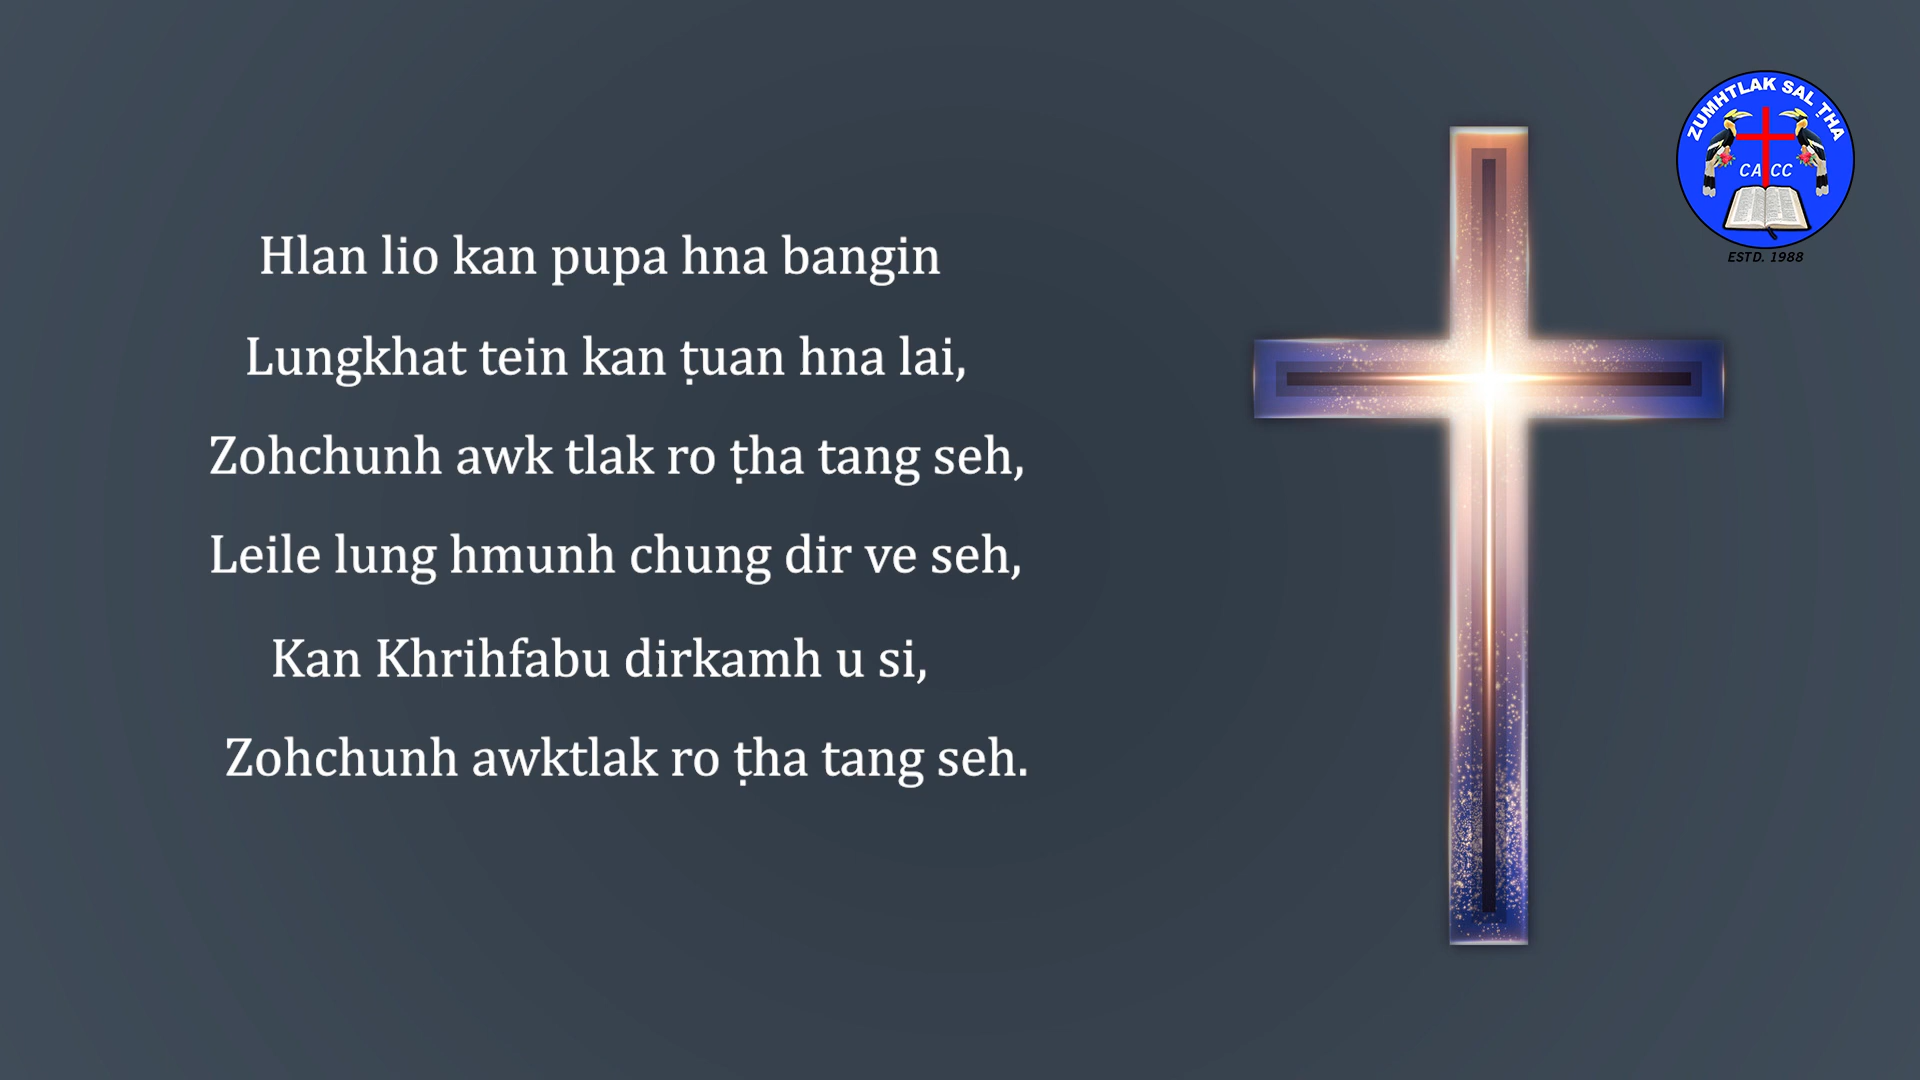 Hlan lio kan pupa hna bangin
Lungkhat tein kan ṭuan hna lai,
Zohchunh awk tlak ro ṭha tang seh,
Leile lung hmunh chung dir ve seh,
Kan Khrihfabu dirkamh u si,
Zohchunh awktlak ro ṭha tang seh.
ZUMHTLAK SAL ṬHA
CACC
ESTD. 1988